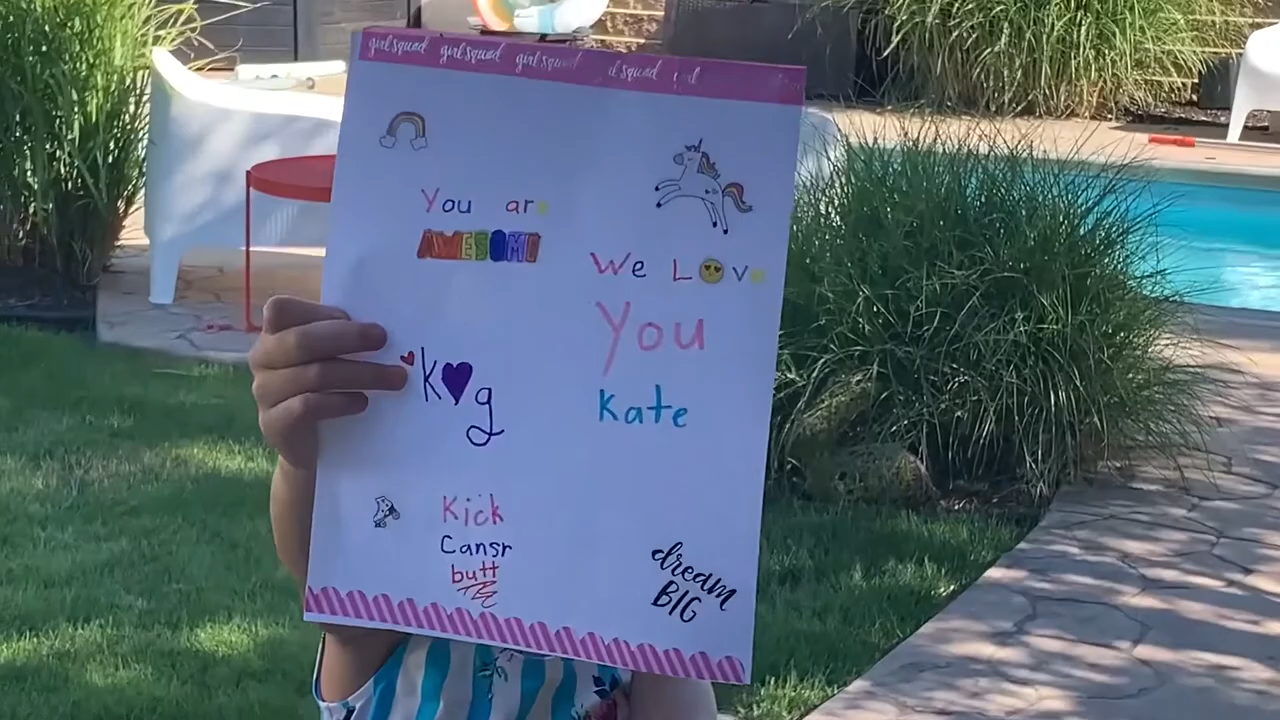 girl squad girl squad girl squad l squad girl
You are
AWESOME
We Love
You
Kate
K g
Kick
Cansr
butt
dream
BIG